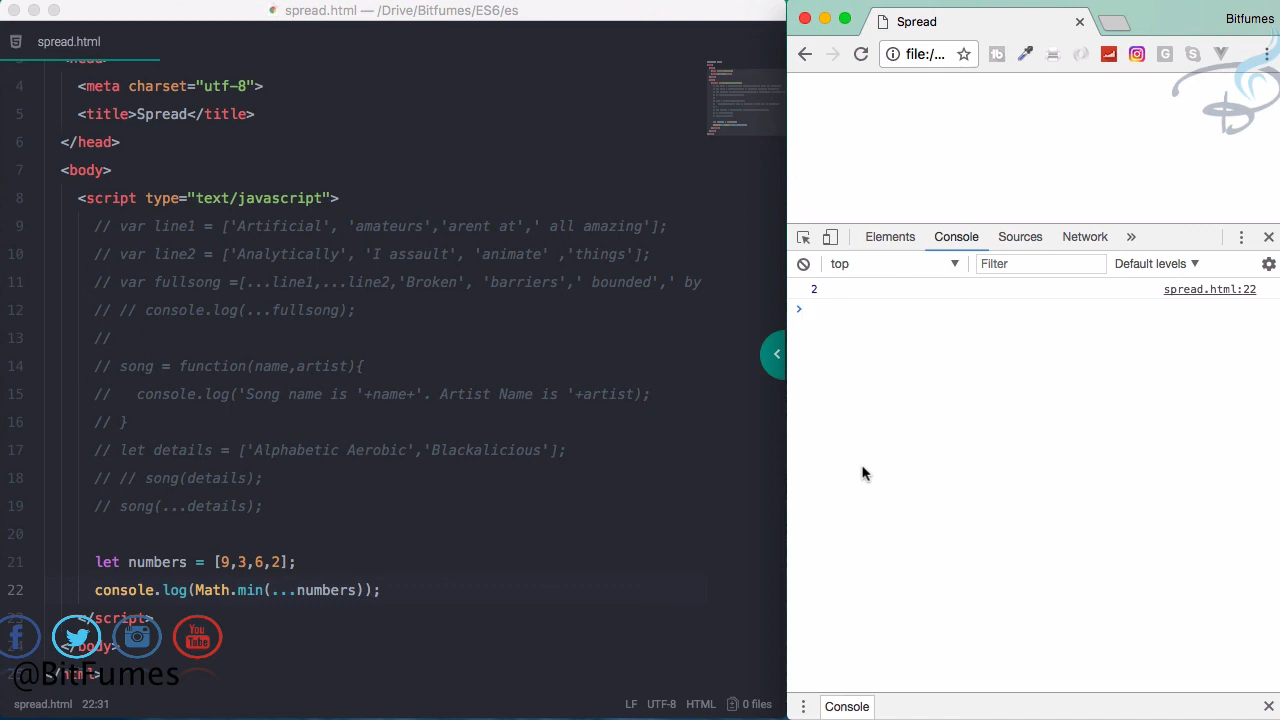 spread.html — /Drive/Bitfumes/ES6/es
spread.html
<meta charset="utf-8">
<title>Spread</title>
6 </head>
7 <body>
8 <script type="text/javascript">
9 // var line1 = ['Artificial', 'amateurs','arent at',' all amazing'];
10 // var line2 = ['Analytically', 'I assault', 'animate' ,'things'];
11 // var fullsong =[...line1,...line2,'Broken', 'barriers',' bounded',' by
12 // // console.log(...fullsong);
13 //
14 // song = function(name,artist){
15 //   console.log('Song name is '+name+'. Artist Name is '+artist);
16 // }
17 // let details = ['Alphabetic Aerobic','Blackalicious'];
18 // // song(details);
19 // song(...details);
20
21 let numbers = [9,3,6,2];
22 console.log(Math.min(...numbers));
</script>
</body>
</html>
You
Tube
@BitFumes
spread.html 22:31
LF UTF-8 HTML 0 files
Spread
Bitfumes
file:/...
Elements Console Sources Network »
top Filter Default levels
2 spread.html:22
Console